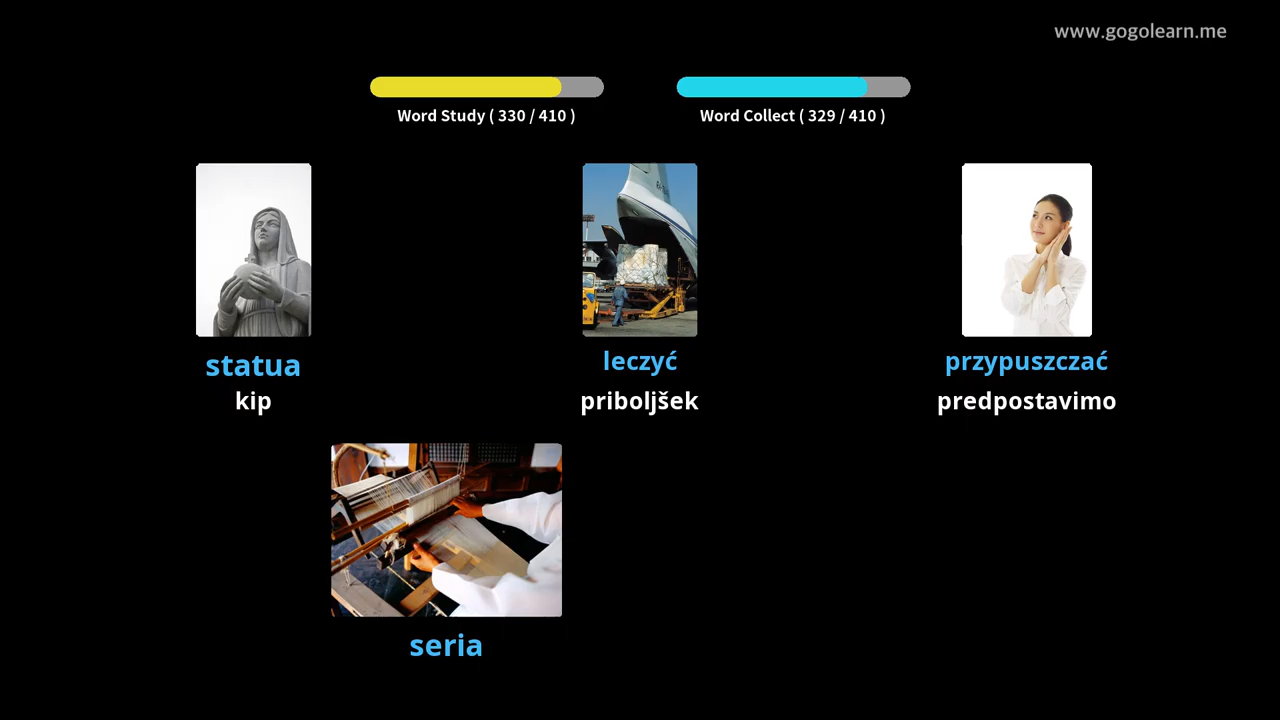 www.gogolearn.me
Word Study ( 330 / 410 )
Word Collect ( 329 / 410 )
statua
kip
leczyć
priboljšek
przypuszczać
predpostavimo
seria